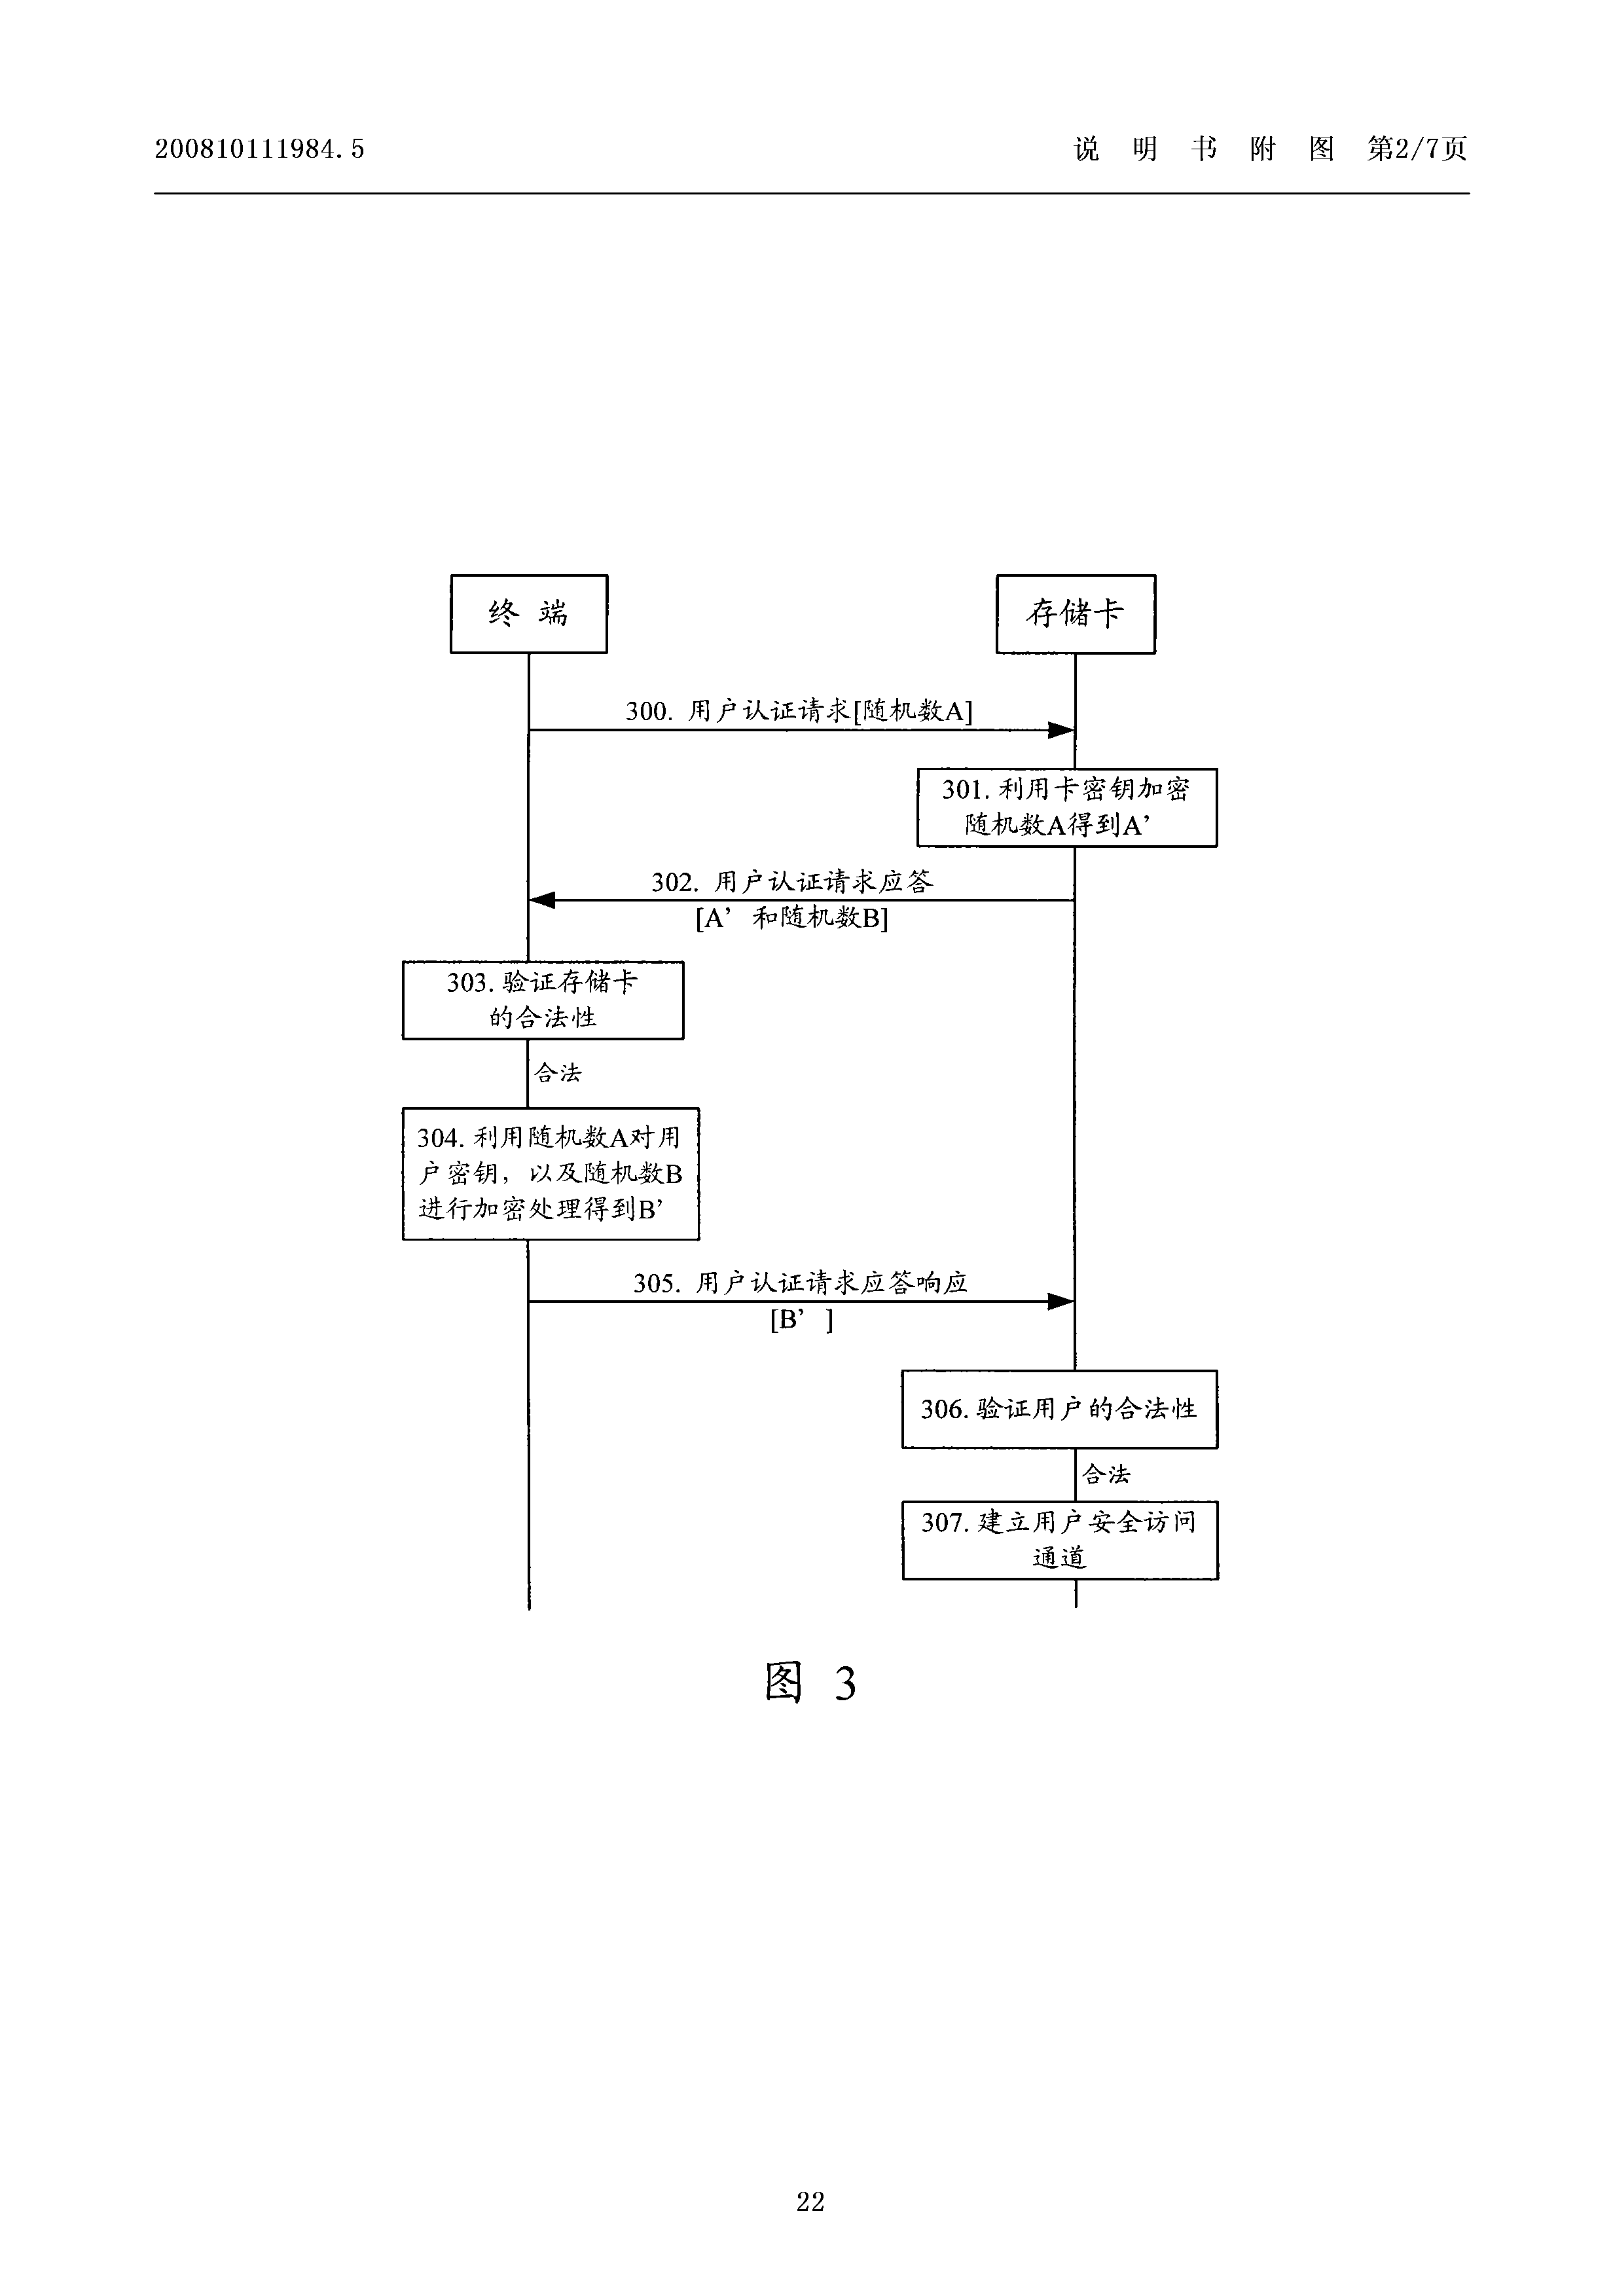 200810111984.5
说 明 书 附 图 第2/7页
终 端
存储卡
300. 用户认证请求[随机数A]
301. 利用卡密钥加密
随机数A得到A’
302. 用户认证请求应答
[A’ 和随机数B]
303. 验证存储卡
的合法性
合法
304. 利用随机数A对用
户密钥，以及随机数B
进行加密处理得到B’
305. 用户认证请求应答响应
[B’ ]
306. 验证用户的合法性
合法
307. 建立用户安全访问
通道
图 3
22